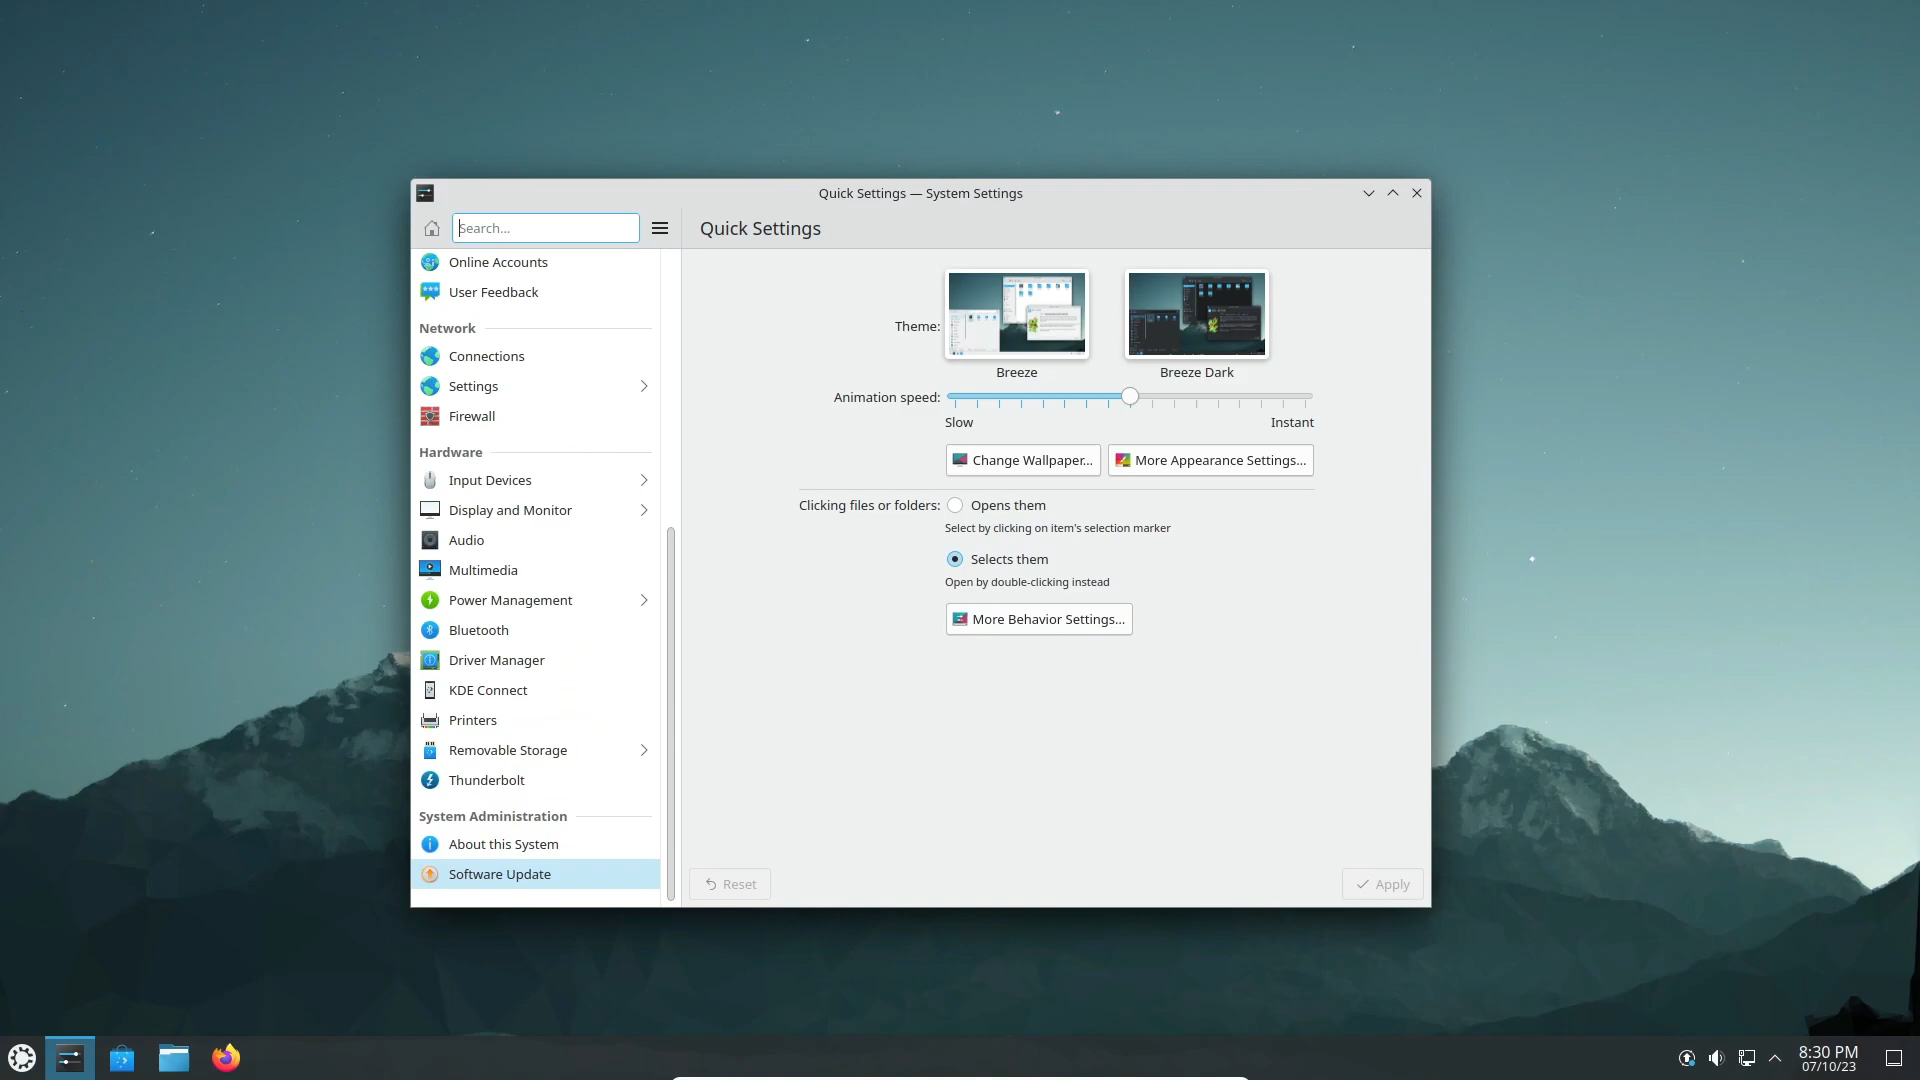 Quick Settings — System Settings
Search...
Quick Settings
Online Accounts
User Feedback
Network
Connections
Settings
Firewall
Hardware
Input Devices
Display and Monitor
Audio
Multimedia
Power Management
Bluetooth
Driver Manager
KDE Connect
Printers
Removable Storage
Thunderbolt
System Administration
About this System
Software Update
Theme:
Breeze
Breeze Dark
Animation speed:
Slow
Instant
Change Wallpaper...
More Appearance Settings...
Clicking files or folders:
Opens them
Select by clicking on item's selection marker
Selects them
Open by double-clicking instead
More Behavior Settings...
Reset
Apply
8:30 PM
07/10/23